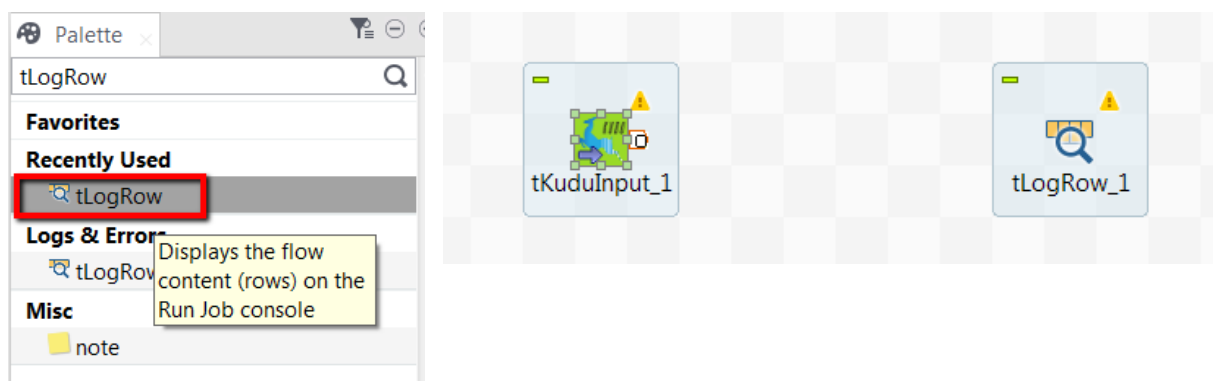 Palette
tLogRow
Favorites
Recently Used
tLogRow
Logs & Errors
tLogRow
Displays the flow
content (rows) on the
Run Job console
Misc
note
tKuduInput_1
tLogRow_1